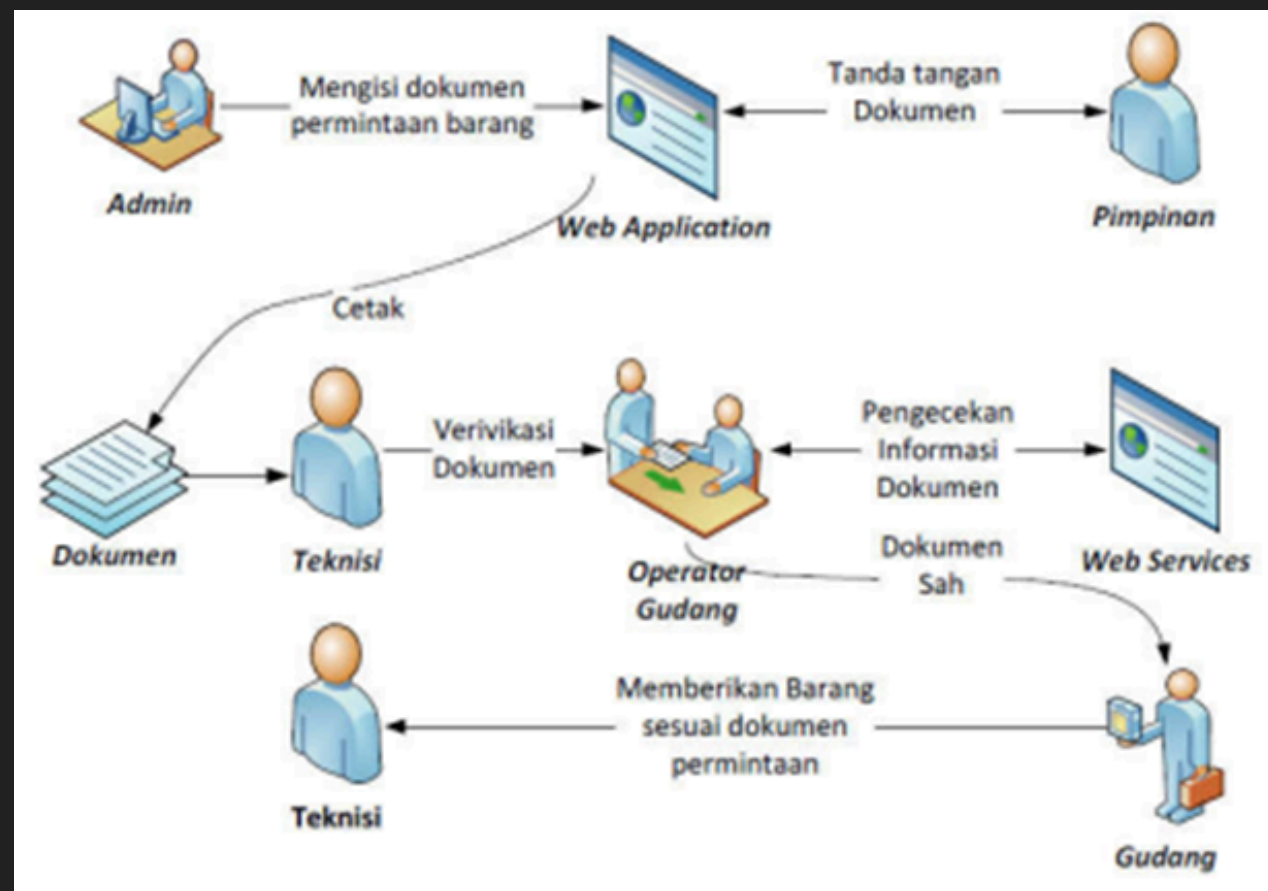 Mengisi dokumen
permintaan barang
Tanda tangan
Dokumen
Admin
Web Application
Pimpinan
Cetak
Verivikasi
Dokumen
Pengecekan
Informasi
Dokumen
Dokumen
Teknisi
Operator
Gudang
Web Services
Dokumen
Sah
Memberikan Barang
sesuai dokumen
permintaan
Teknisi
Gudang